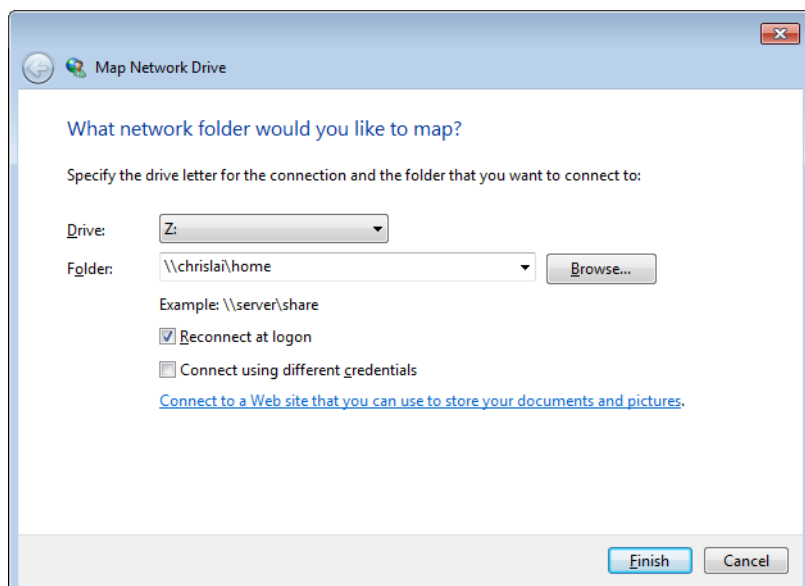 Map Network Drive
What network folder would you like to map?
Specify the drive letter for the connection and the folder that you want to connect to:
Drive: Z:
Folder: \\chrislai\home Browse...
Example: \\server\share
Reconnect at logon
Connect using different credentials
Connect to a Web site that you can use to store your documents and pictures.
Finish Cancel